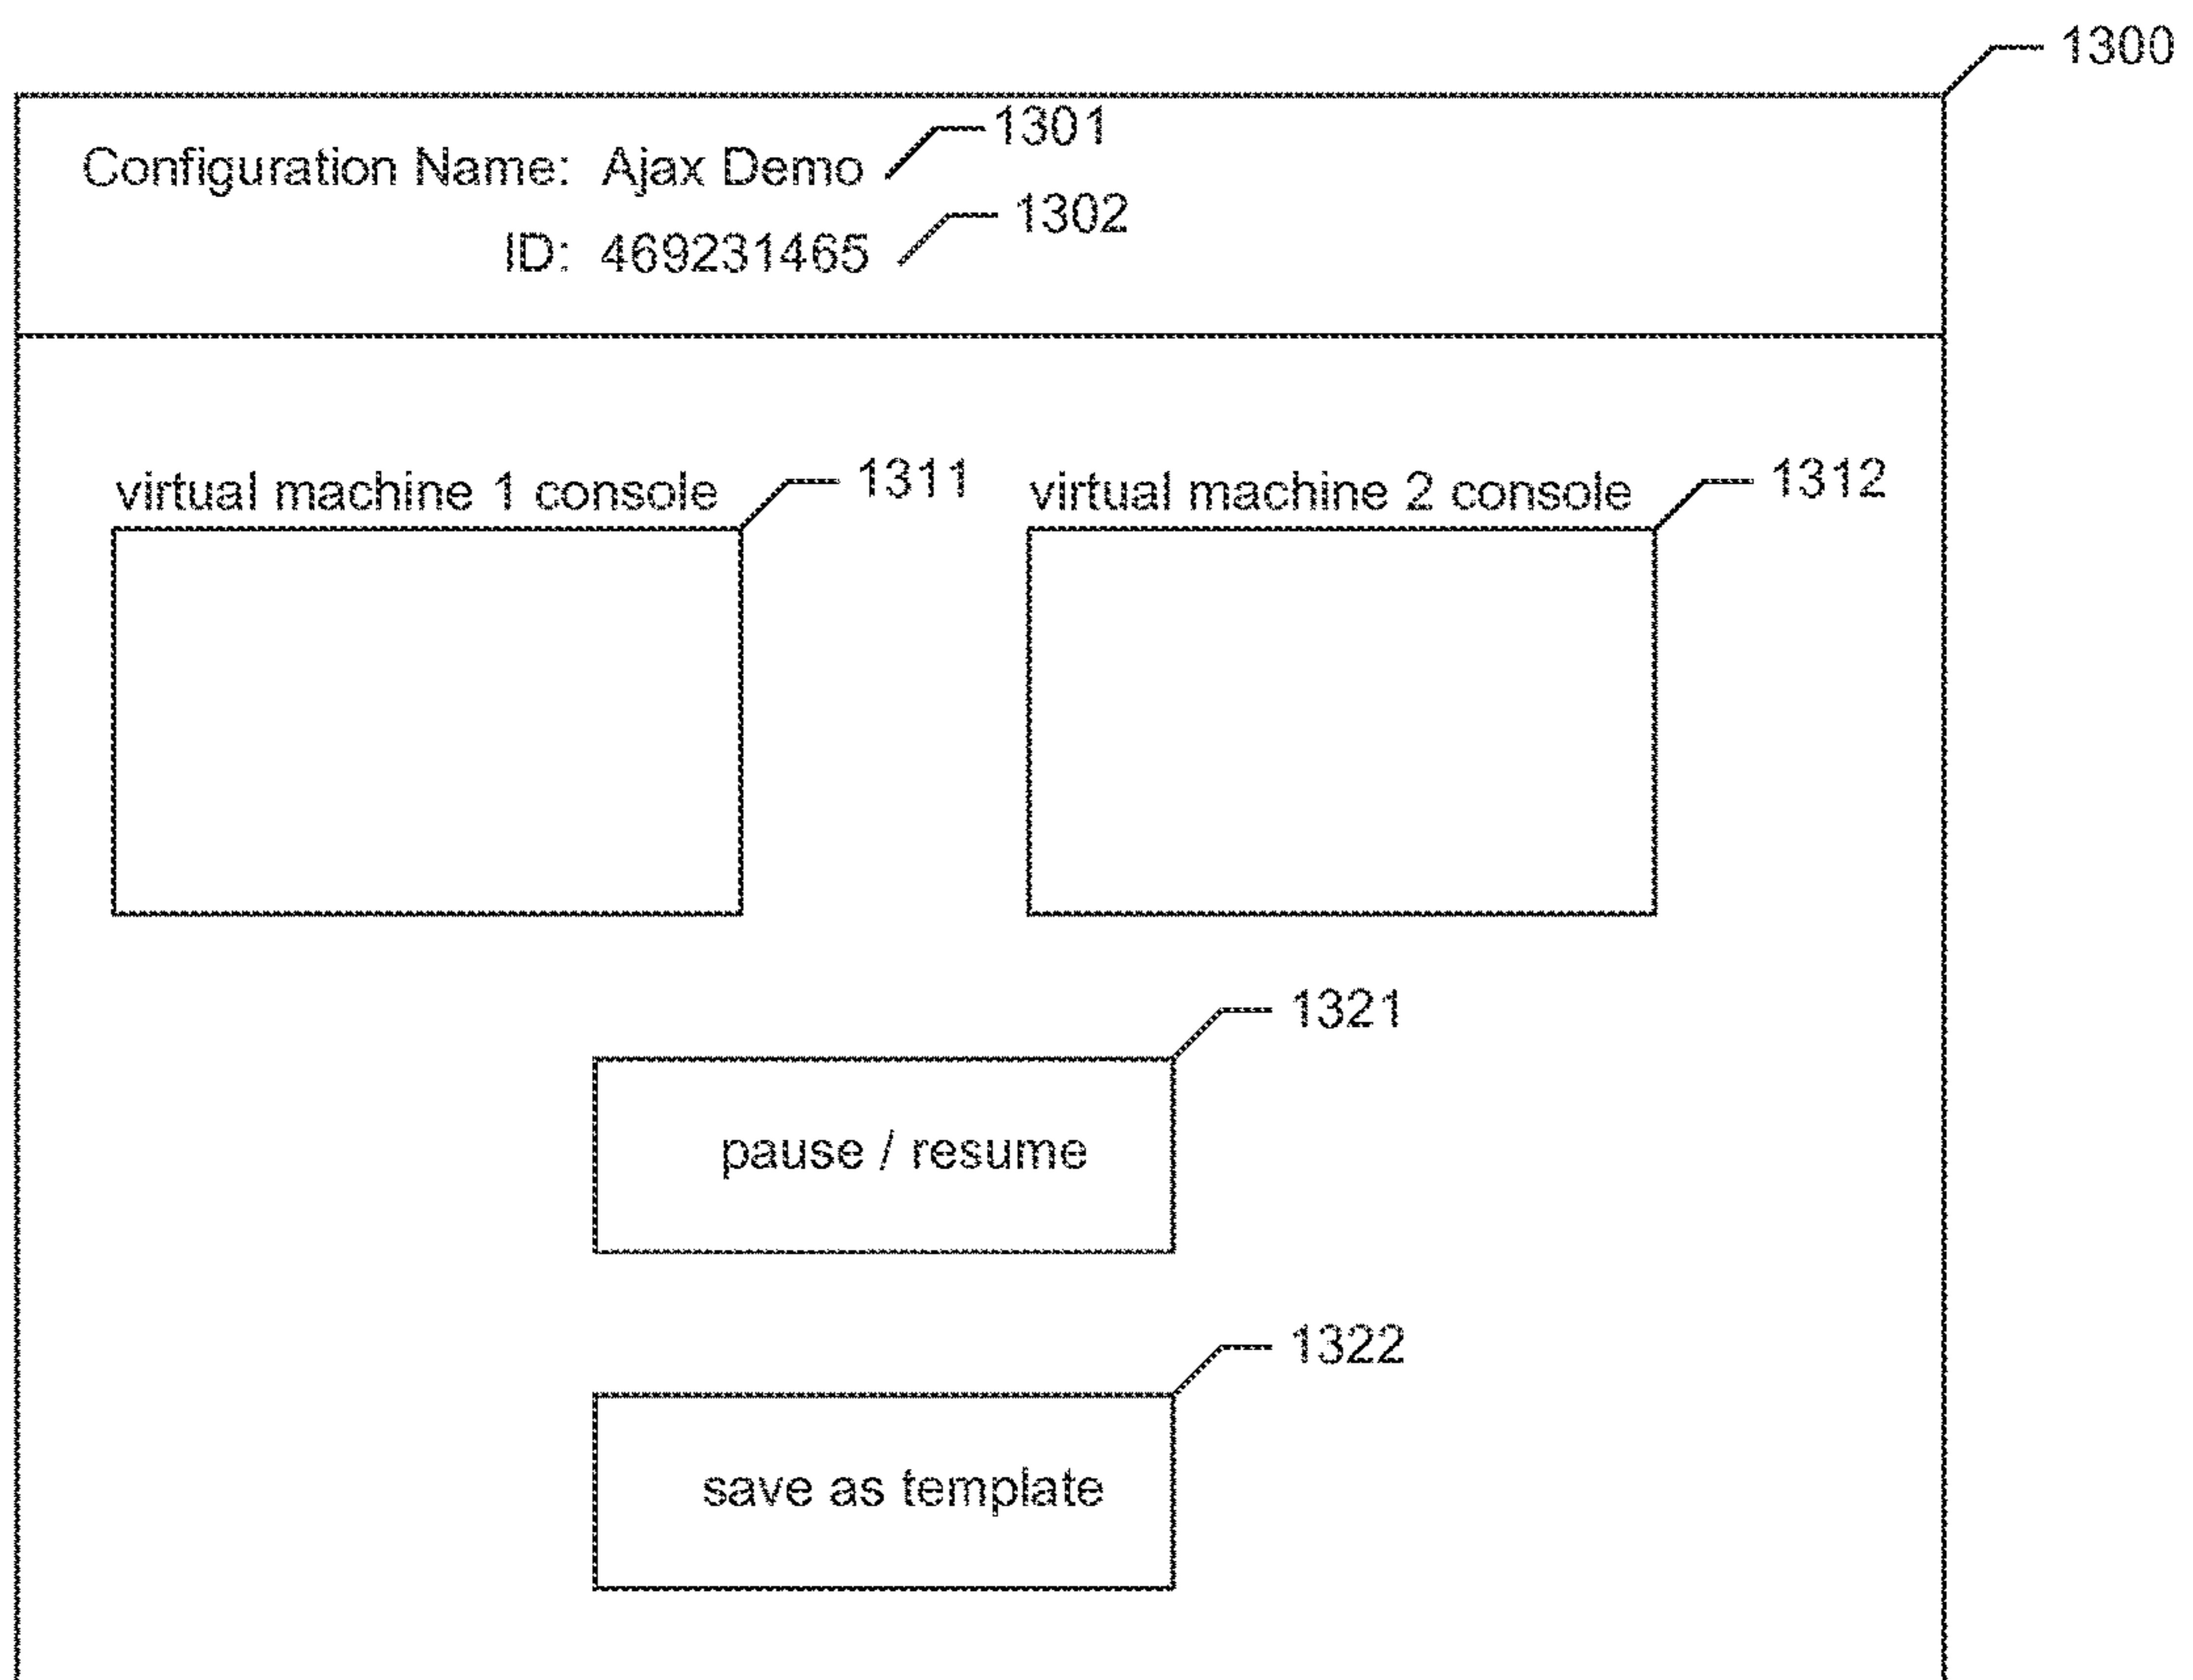 1300
Configuration Name: Ajax Demo 1301
ID: 469231465 1302
virtual machine 1 console 1311 virtual machine 2 console 1312
1321
pause / resume
1322
save as template